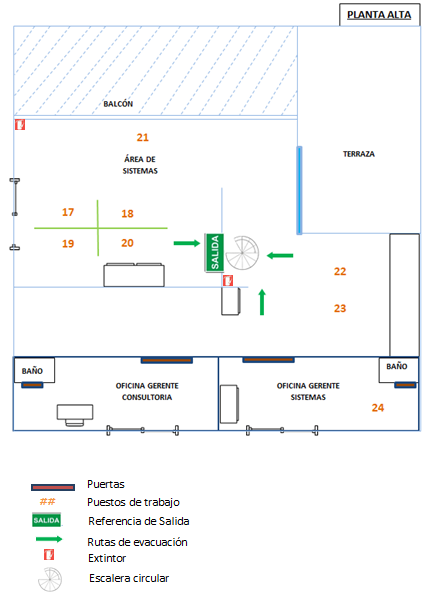 PLANTA ALTA
BALCÓN
21
ÁREA DE
SISTEMAS
TERRAZA
17
18
19
20
SALIDA
22
23
BAÑO
OFICINA GERENTE
CONSULTORIA
OFICINA GERENTE
SISTEMAS
BAÑO
24
Puertas
## Puestos de trabajo
SALIDA Referencia de Salida
Rutas de evacuación
Extintor
Escalera circular